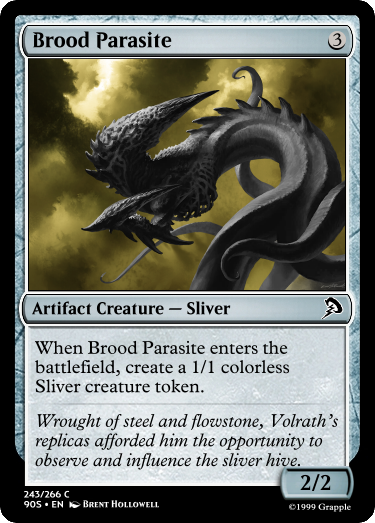 Brood Parasite 3
Artifact Creature — Sliver
When Brood Parasite enters the
battlefield, create a 1/1 colorless
Sliver creature token.
Wrought of steel and flowstone, Volrath's
replicas afforded him the opportunity to
observe and influence the sliver hive.
2/2
243/266 C
90S • EN Brent Hollowell
©1999 Grapple